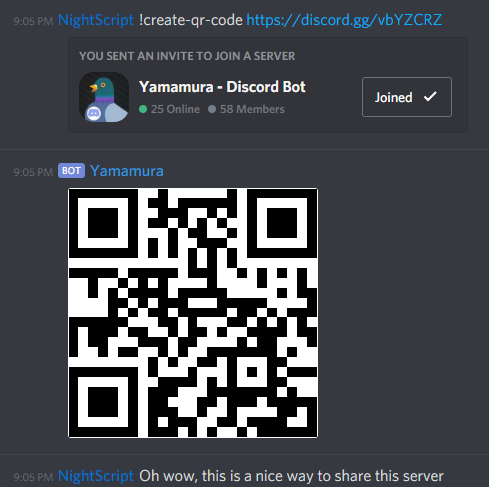 9:05 PM NightScript !create-qr-code https://discord.gg/vbYZCRZ
YOU SENT AN INVITE TO JOIN A SERVER
Yamamura - Discord Bot
25 Online 58 Members
Joined
9:05 PM BOT Yamamura
9:05 PM NightScript Oh wow, this is a nice way to share this server